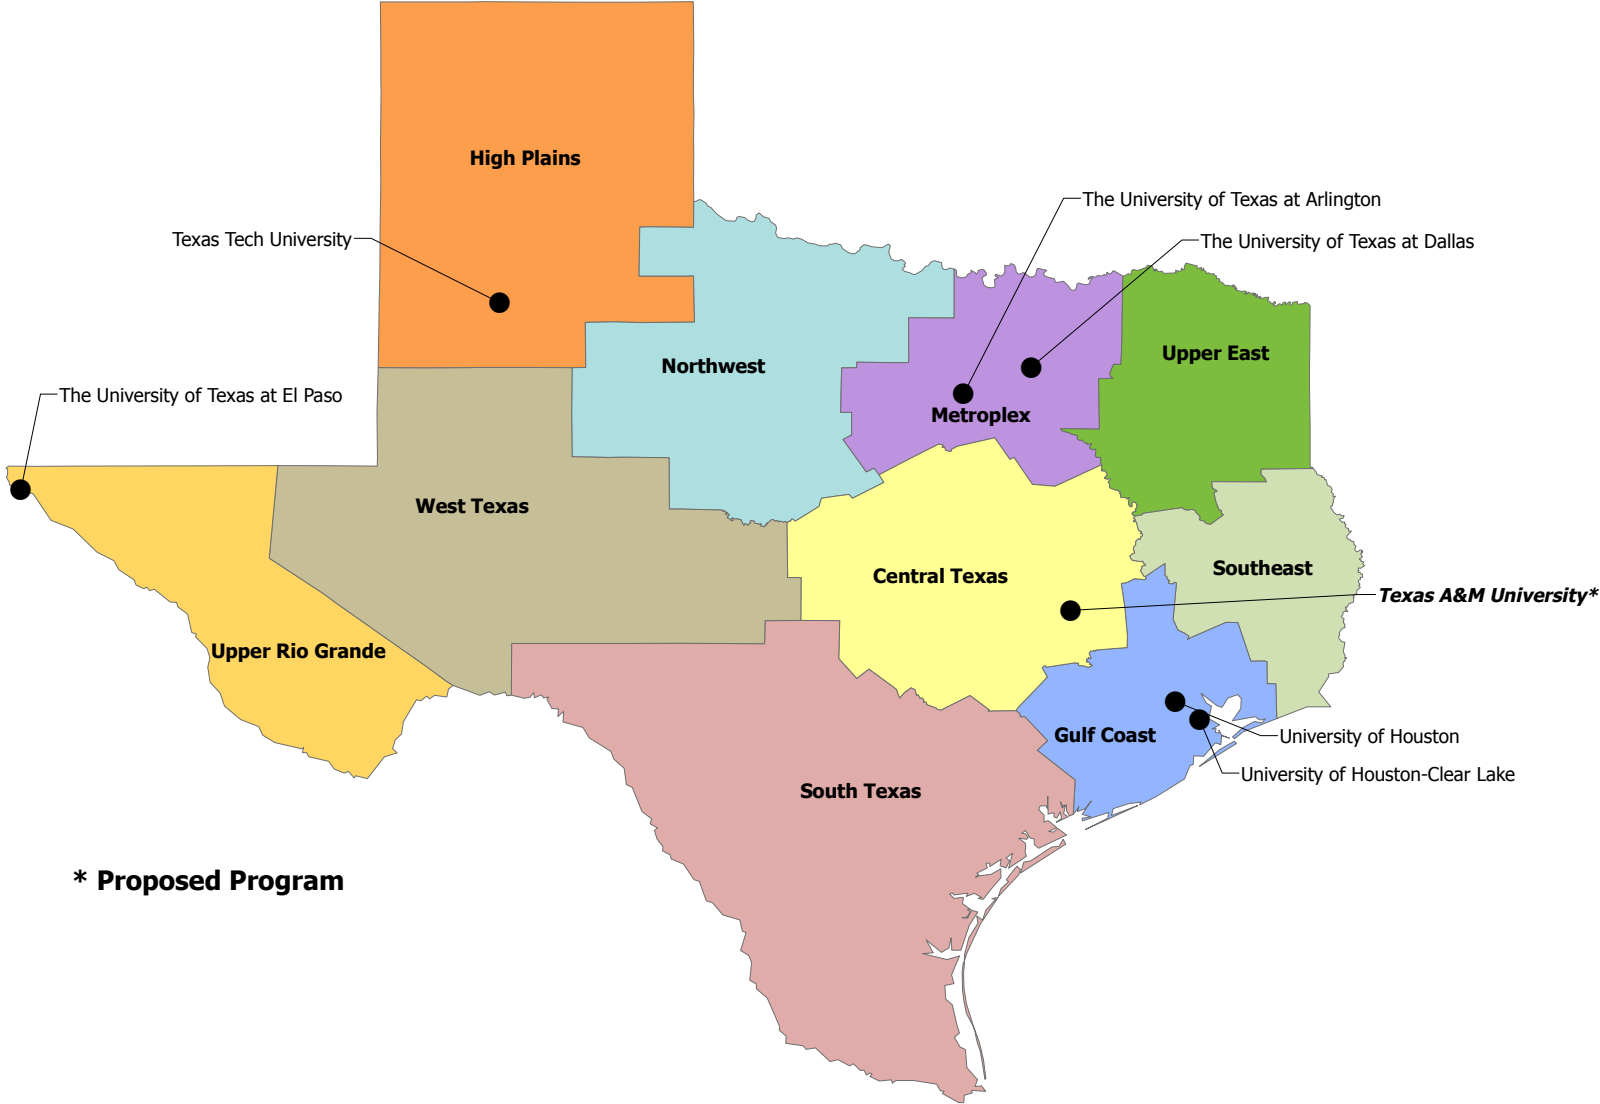 High Plains
The University of Texas at Arlington
Texas Tech University
The University of Texas at Dallas
Northwest
Upper East
The University of Texas at El Paso
Metroplex
West Texas
Central Texas
Southeast
Texas A&M University*
Upper Rio Grande
Gulf Coast
University of Houston
University of Houston-Clear Lake
South Texas
* Proposed Program